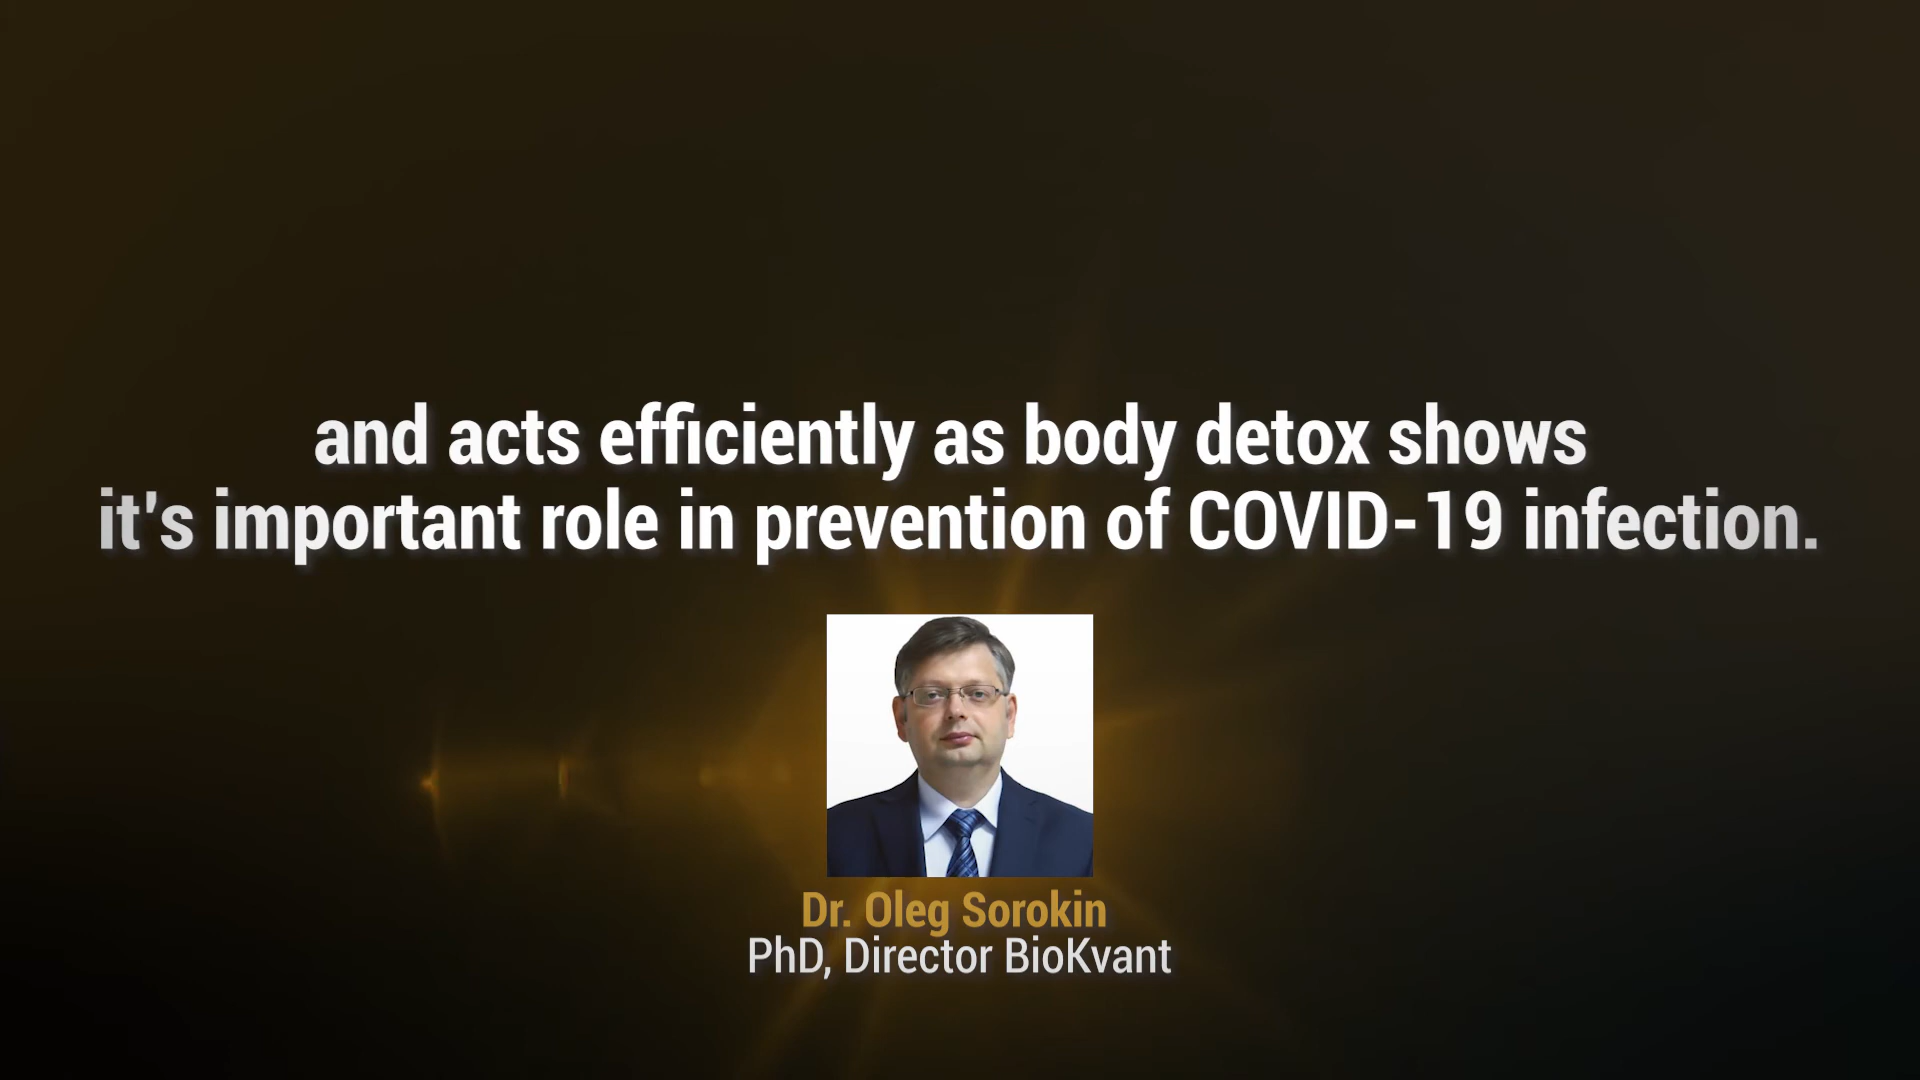 and acts efficiently as body detox shows
it's important role in prevention of COVID-19 infection.
Dr. Oleg Sorokin
PhD, Director BioKvant